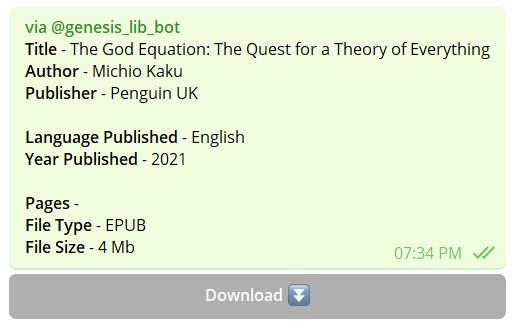 via @genesis_lib_bot
Title - The God Equation: The Quest for a Theory of Everything
Author - Michio Kaku
Publisher - Penguin UK
Language Published - English
Year Published - 2021
Pages -
File Type - EPUB
File Size - 4 Mb
07:34 PM
Download ⏬